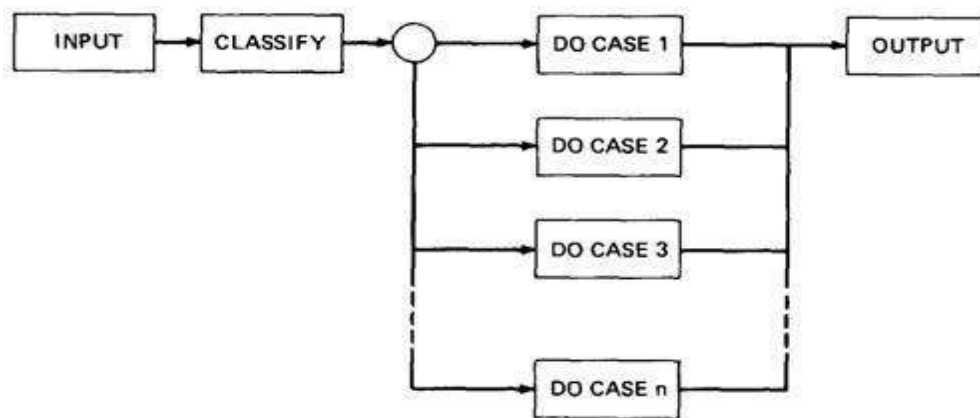 INPUT
CLASSIFY
DO CASE 1
OUTPUT
DO CASE 2
DO CASE 3
DO CASE n